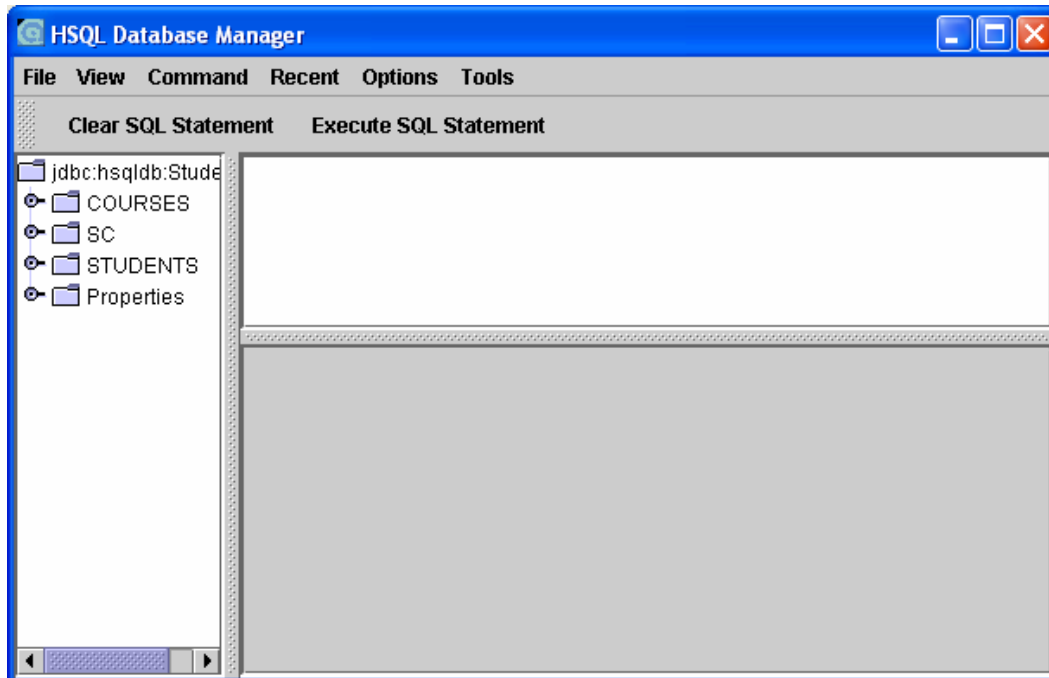 HSQL Database Manager
File View Command Recent Options Tools
Clear SQL Statement Execute SQL Statement
jdbc:hsqldb:Stude
COURSES
SC
STUDENTS
Properties